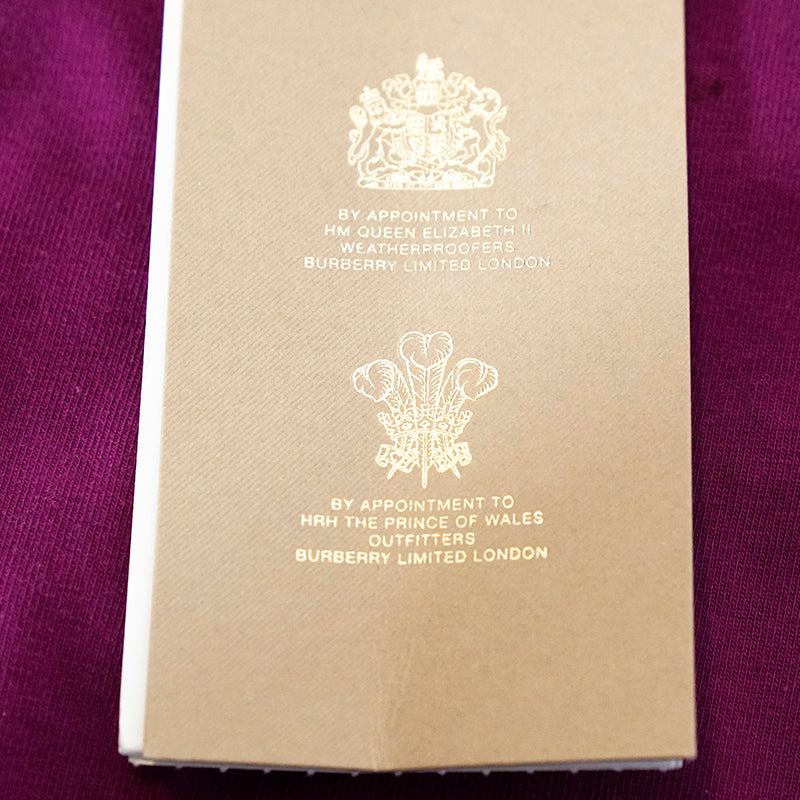 BY APPOINTMENT TO
HM QUEEN ELIZABETH II
WEATHERPROOFERS
BURBERRY LIMITED LONDON
BY APPOINTMENT TO
HRH THE PRINCE OF WALES
OUTFITTERS
BURBERRY LIMITED LONDON